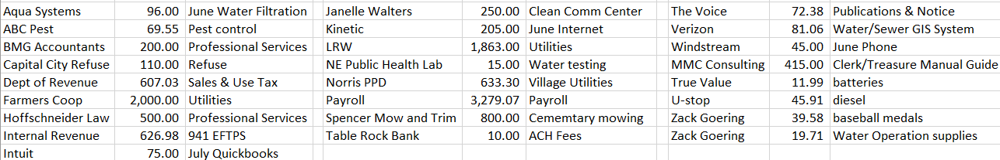 Aqua Systems 96.00 June Water Filtration Janelle Walters 250.00 Clean Comm Center The Voice 72.38 Publications & Notice
ABC Pest 69.55 Pest control Kinetic 205.00 June Internet Verizon 81.06 Water/Sewer GIS System
BMG Accountants 200.00 Professional Services LRW 1,863.00 Utilities Windstream 45.00 June Phone
Capital City Refuse 110.00 Refuse NE Public Health Lab 15.00 Water testing MMC Consulting 415.00 Clerk/Treasure Manual Guide
Dept of Revenue 607.03 Sales & Use Tax Norris PPD 633.30 Village Utilities True Value 11.99 batteries
Farmers Coop 2,000.00 Utilities Payroll 3,279.07 Payroll U-stop 45.91 diesel
Hoffschneider Law 500.00 Professional Services Spencer Mow and Trim 800.00 Cememtary mowing Zack Goering 39.58 baseball medals
Internal Revenue 626.98 941 EFTPS Table Rock Bank 10.00 ACH Fees Zack Goering 19.71 Water Operation supplies
Intuit 75.00 July Quickbooks